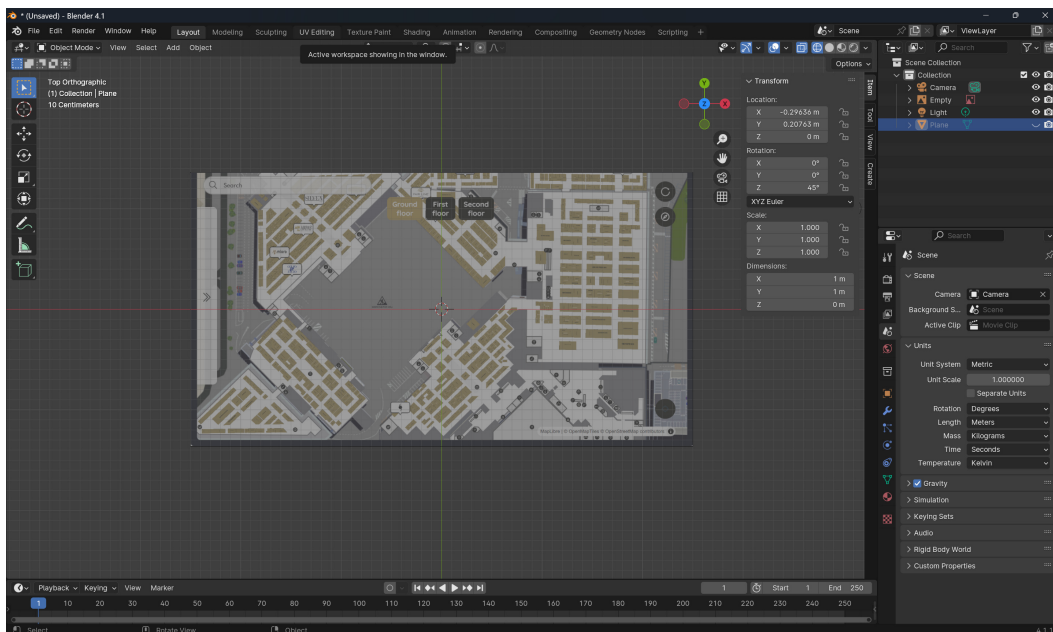 * (Unsaved) - Blender 4.1
File Edit Render Window Help Layout Modeling Sculpting UV Editing Texture Paint Shading Animation Rendering Compositing Geometry Nodes Scripting + Scene ViewLayer
Object Mode View Select Add Object
Active workspace showing in the window.
Search
Options
Top Orthographic
(1) Collection | Plane
10 Centimeters
Y
Z
X
Transform
Location:
X -0.29636 m
Y 0.20763 m
Z 0 m
Rotation:
X 0°
Y 0°
Z 45°
XYZ Euler
Scale:
X 1.000
Y 1.000
Z 1.000
Dimensions:
X 1 m
Y 1 m
Z 0 m
Item
Tool
View
Create
Search
Ground floor
First floor
Second floor
Scene Collection
Collection
Camera
Empty
Light
Plane
Search
Scene
Scene
Camera Camera
Background S... Scene
Active Clip Movie Clip
Units
Unit System Metric
Unit Scale 1.000000
Separate Units
Rotation Degrees
Length Meters
Mass Kilograms
Time Seconds
Temperature Kelvin
Gravity
Simulation
Keying Sets
Audio
Rigid Body World
Custom Properties
Playback Keying View Marker
1 Start 1 End 250
1 10 20 30 40 50 60 70 80 90 100 110 120 130 140 150 160 170 180 190 200 210 220 230 240 250
Select Rotate View Object